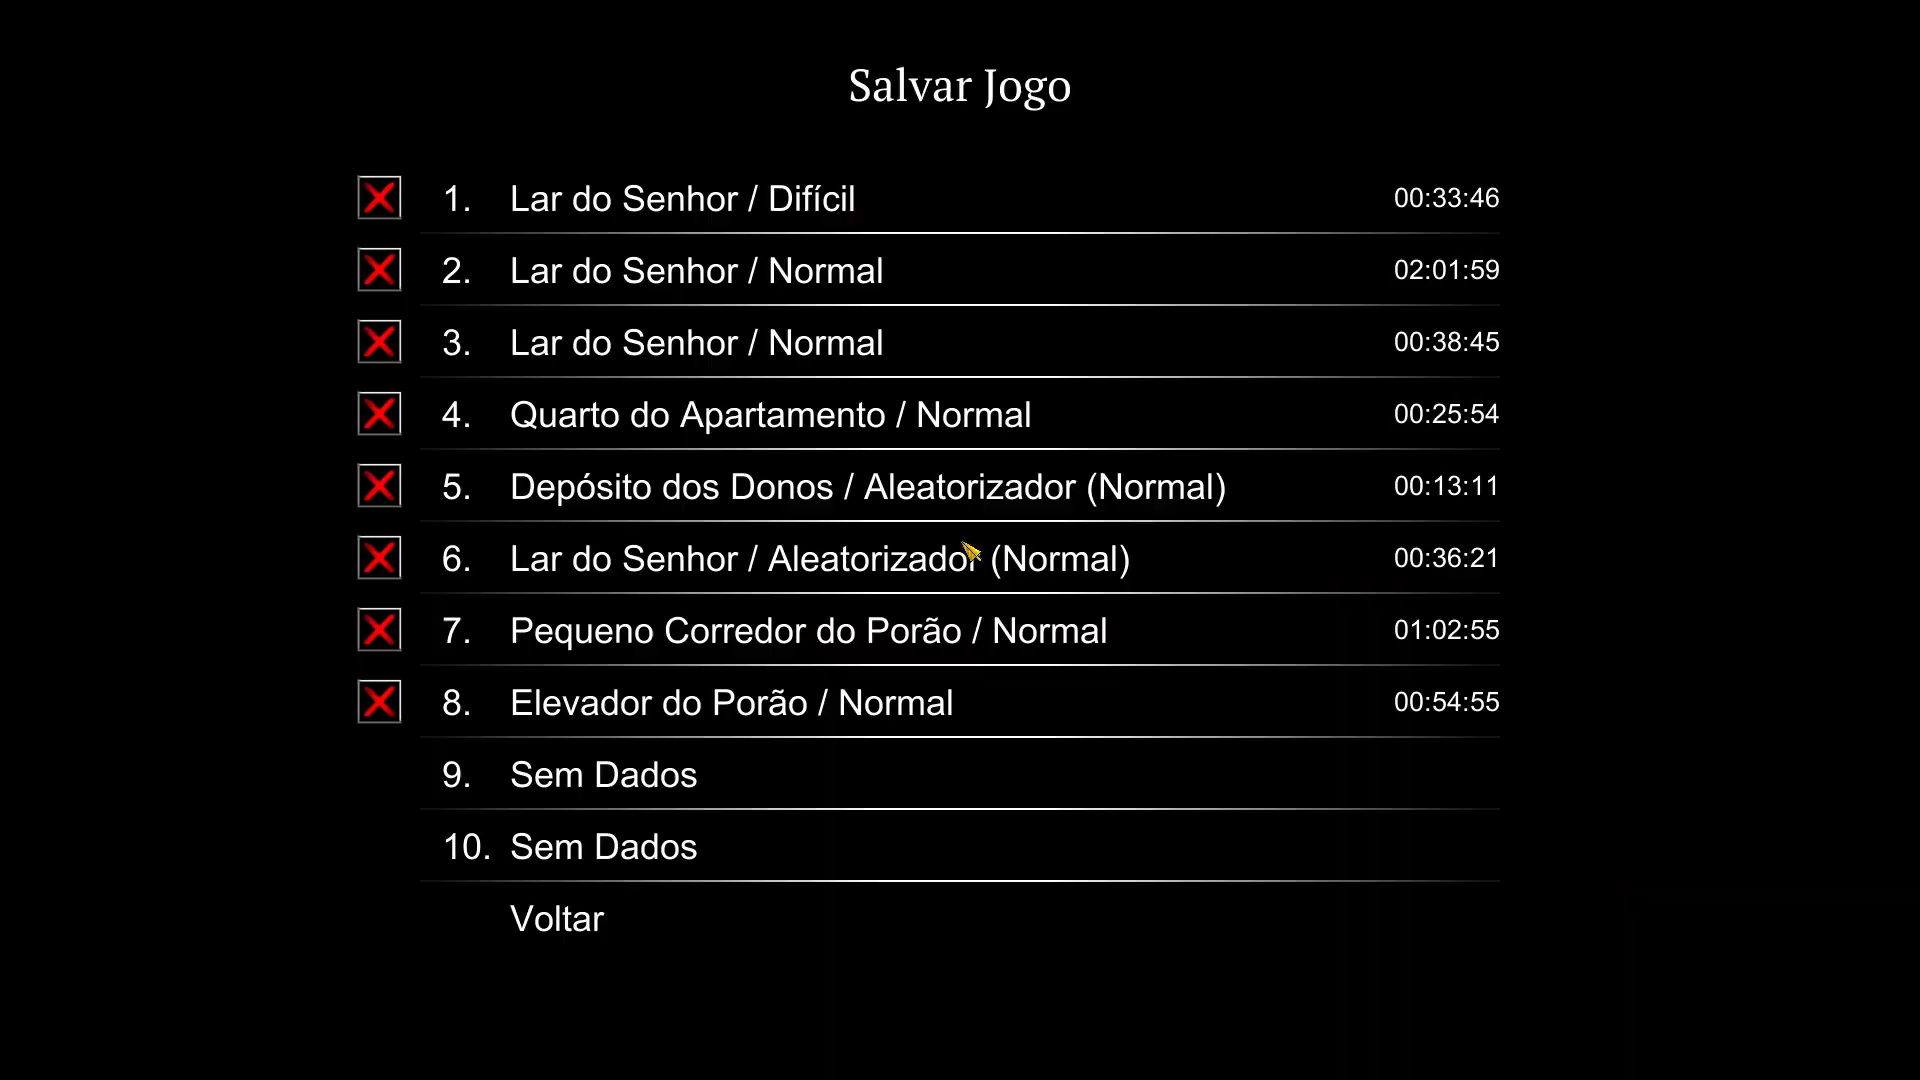 Salvar Jogo
1. Lar do Senhor / Difícil 00:33:46
2. Lar do Senhor / Normal 02:01:59
3. Lar do Senhor / Normal 00:38:45
4. Quarto do Apartamento / Normal 00:25:54
5. Depósito dos Donos / Aleatorizador (Normal) 00:13:11
6. Lar do Senhor / Aleatorizador (Normal) 00:36:21
7. Pequeno Corredor do Porão / Normal 01:02:55
8. Elevador do Porão / Normal 00:54:55
9. Sem Dados
10. Sem Dados
Voltar